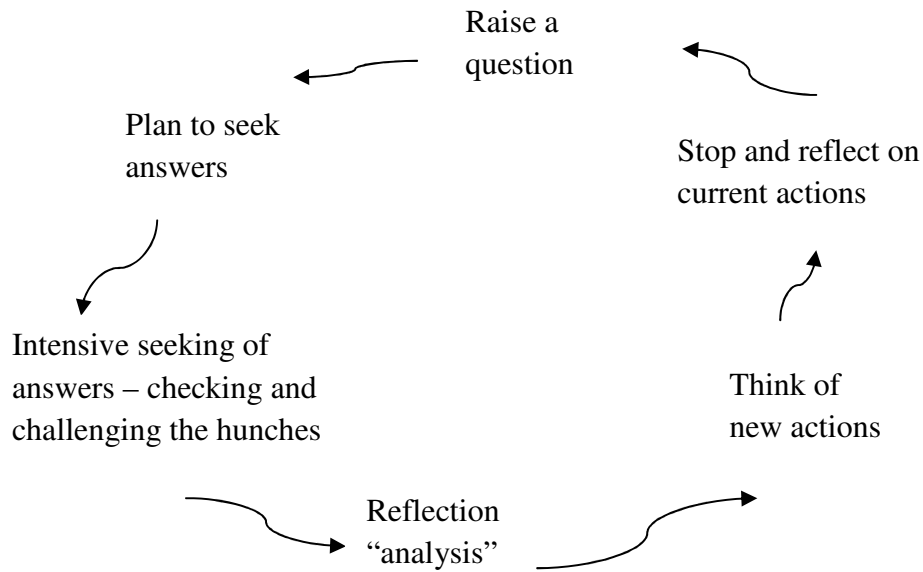 Raise a
question
Plan to seek
answers
Stop and reflect on
current actions
Intensive seeking of
answers – checking and
challenging the hunches
Think of
new actions
Reflection
“analysis”